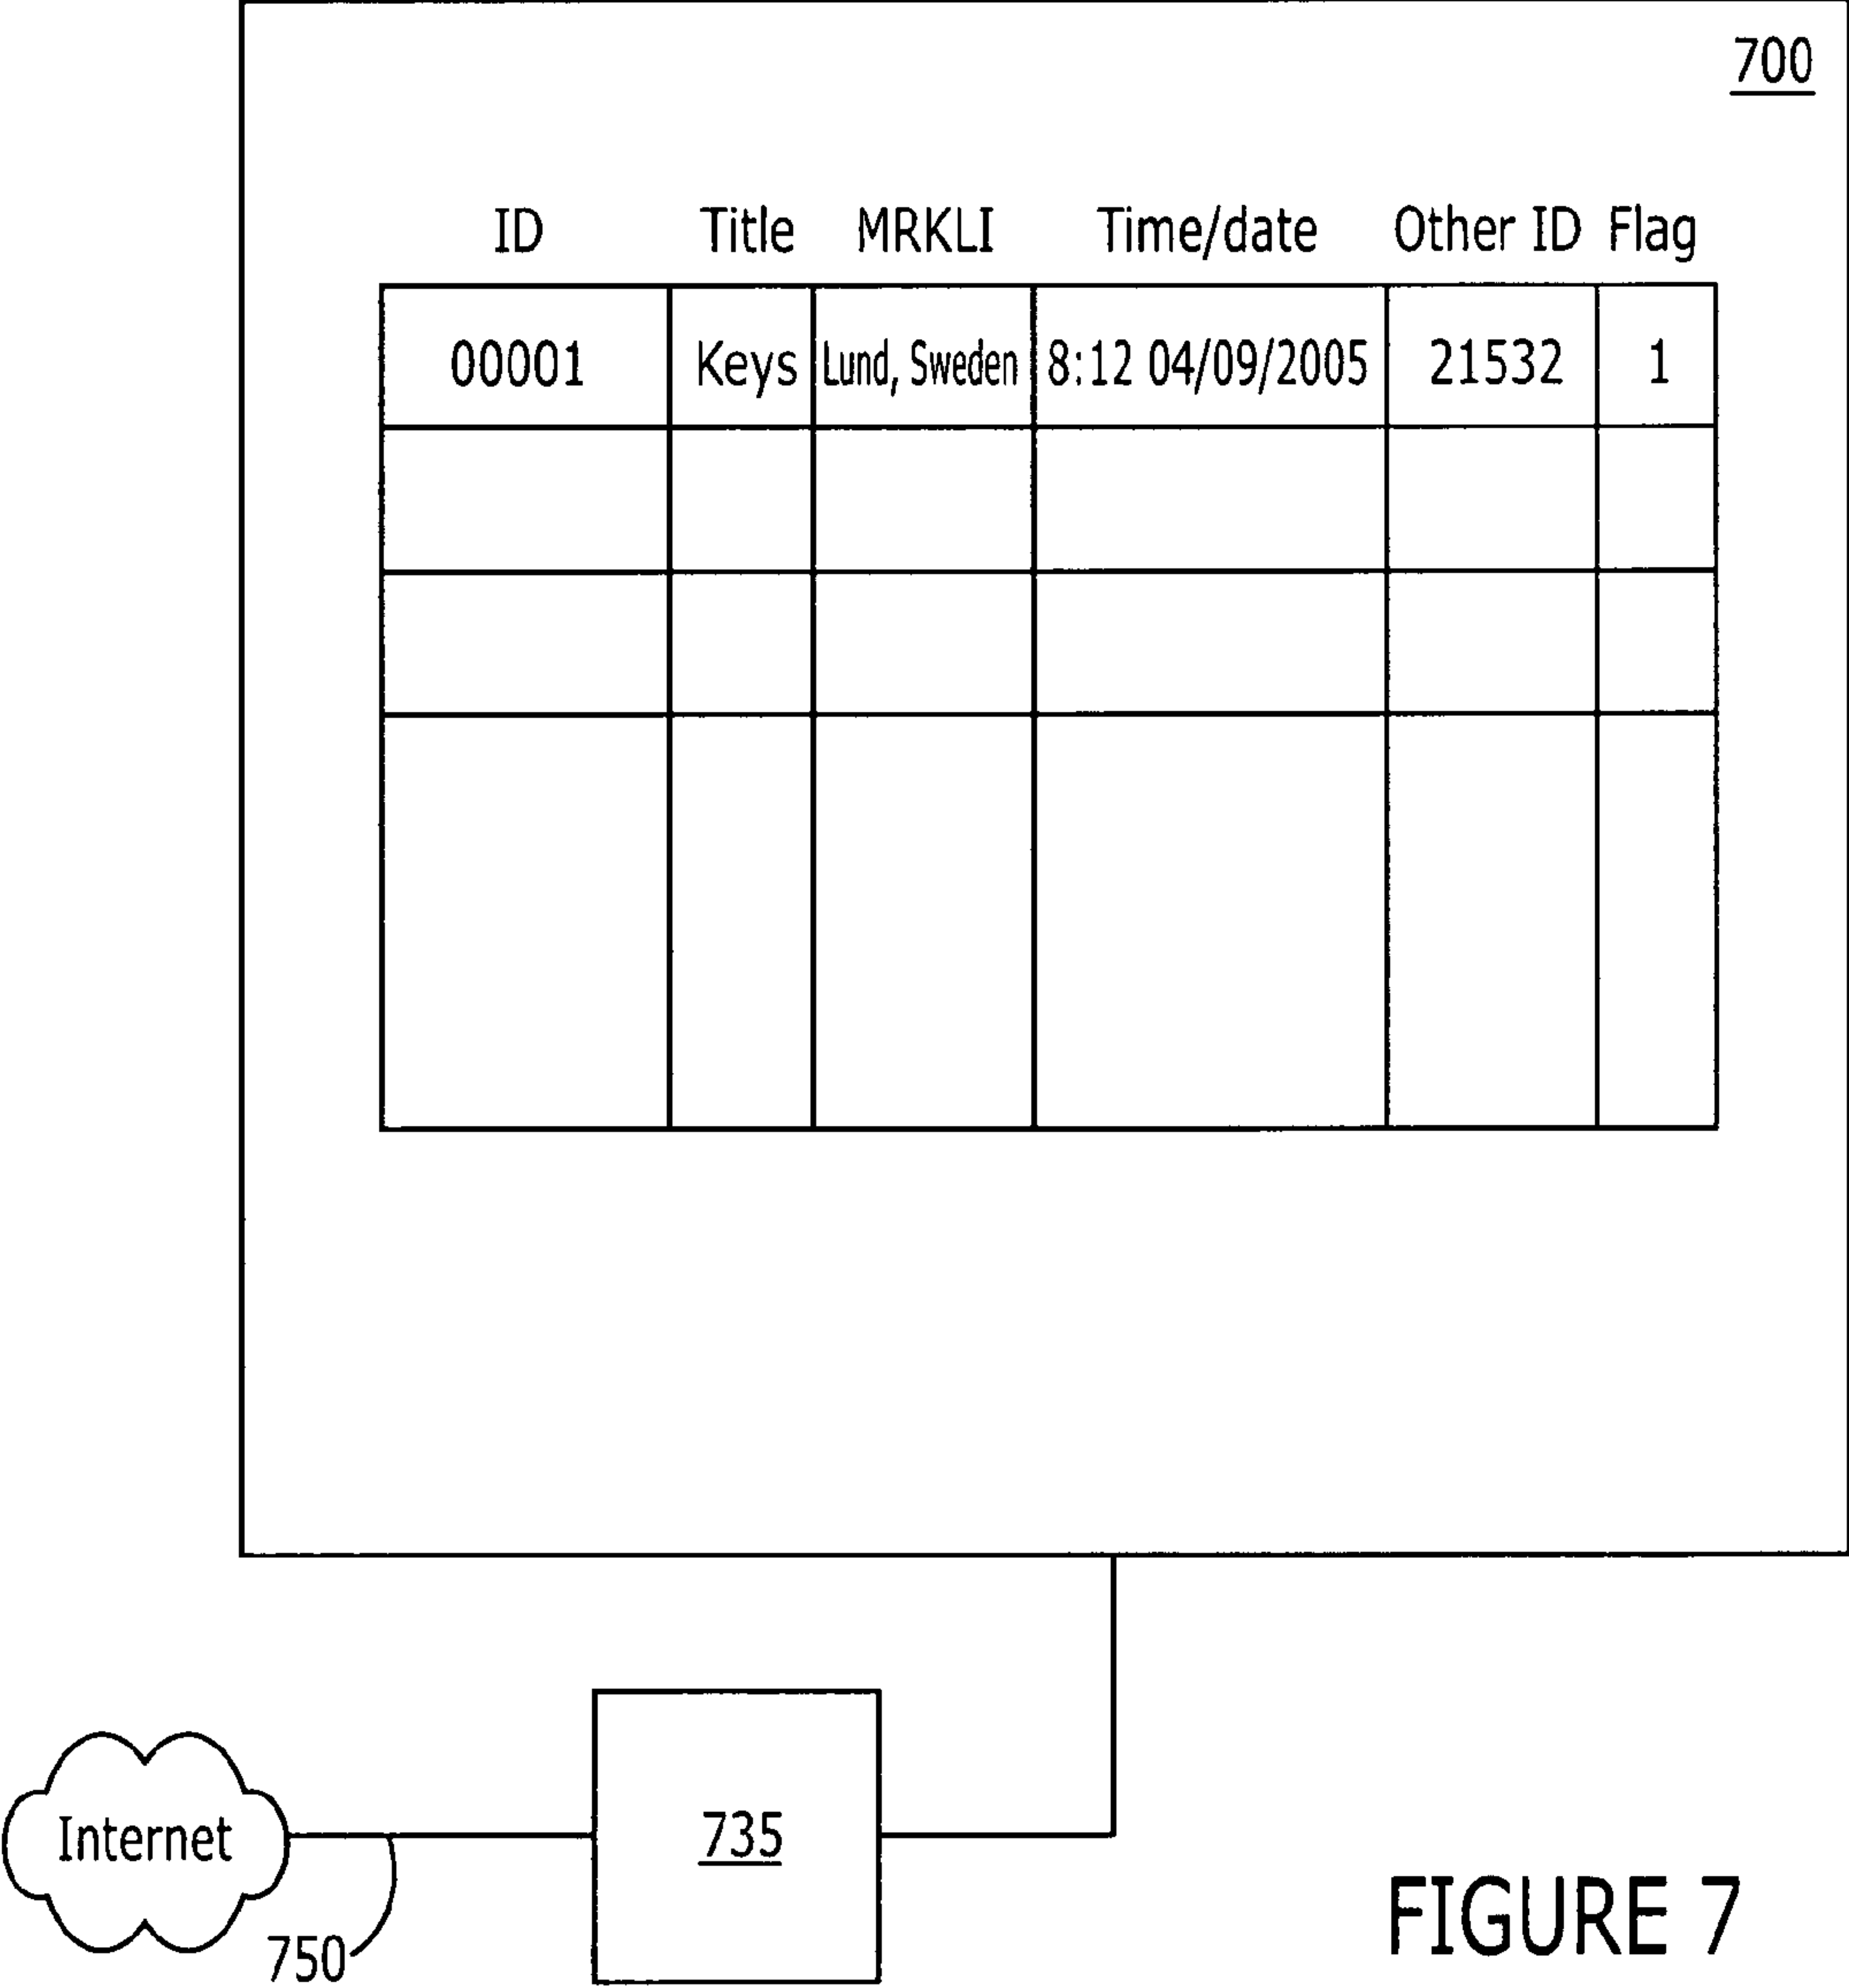 700
ID Title MRKLI Time/date Other ID Flag
00001 Keys Lund, Sweden 8:12 04/09/2005 21532 1
Internet
735
750
FIGURE 7